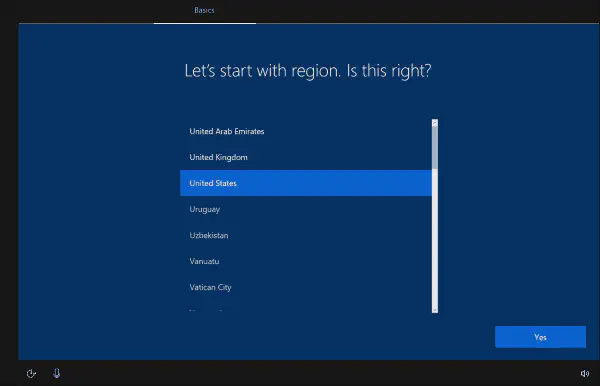 Basics
Let's start with region. Is this right?
United Arab Emirates
United Kingdom
United States
Uruguay
Uzbekistan
Vanuatu
Vatican City
Yes